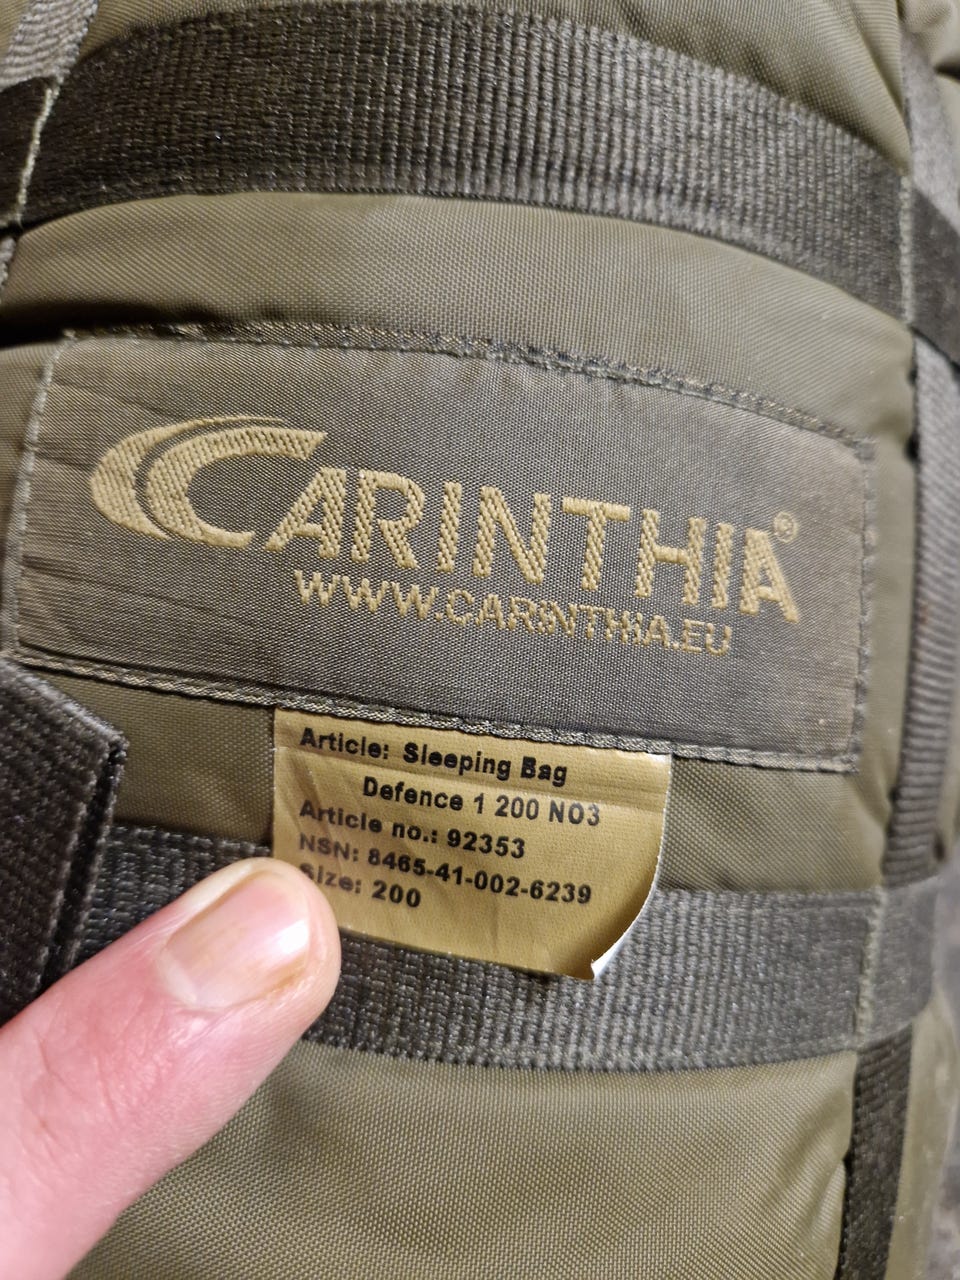 CARINTHIA®
WWW.CARINTHIA.EU
Article: Sleeping Bag
Defence 1 200 NO3
Article no.: 92353
NSN: 8465-41-002-6239
Size: 200